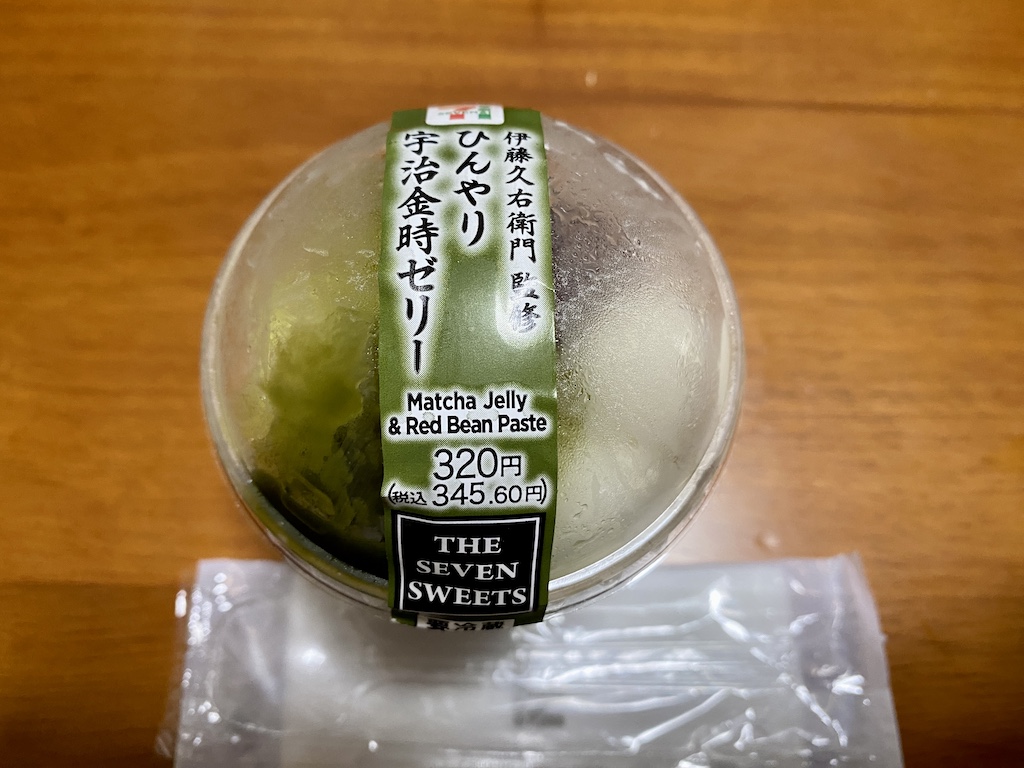 伊藤久右衛門 監修
ひんやり
宇治金時ゼリー
Matcha Jelly
& Red Bean Paste
320円
(税込 345.60円)
THE
SEVEN
SWEETS